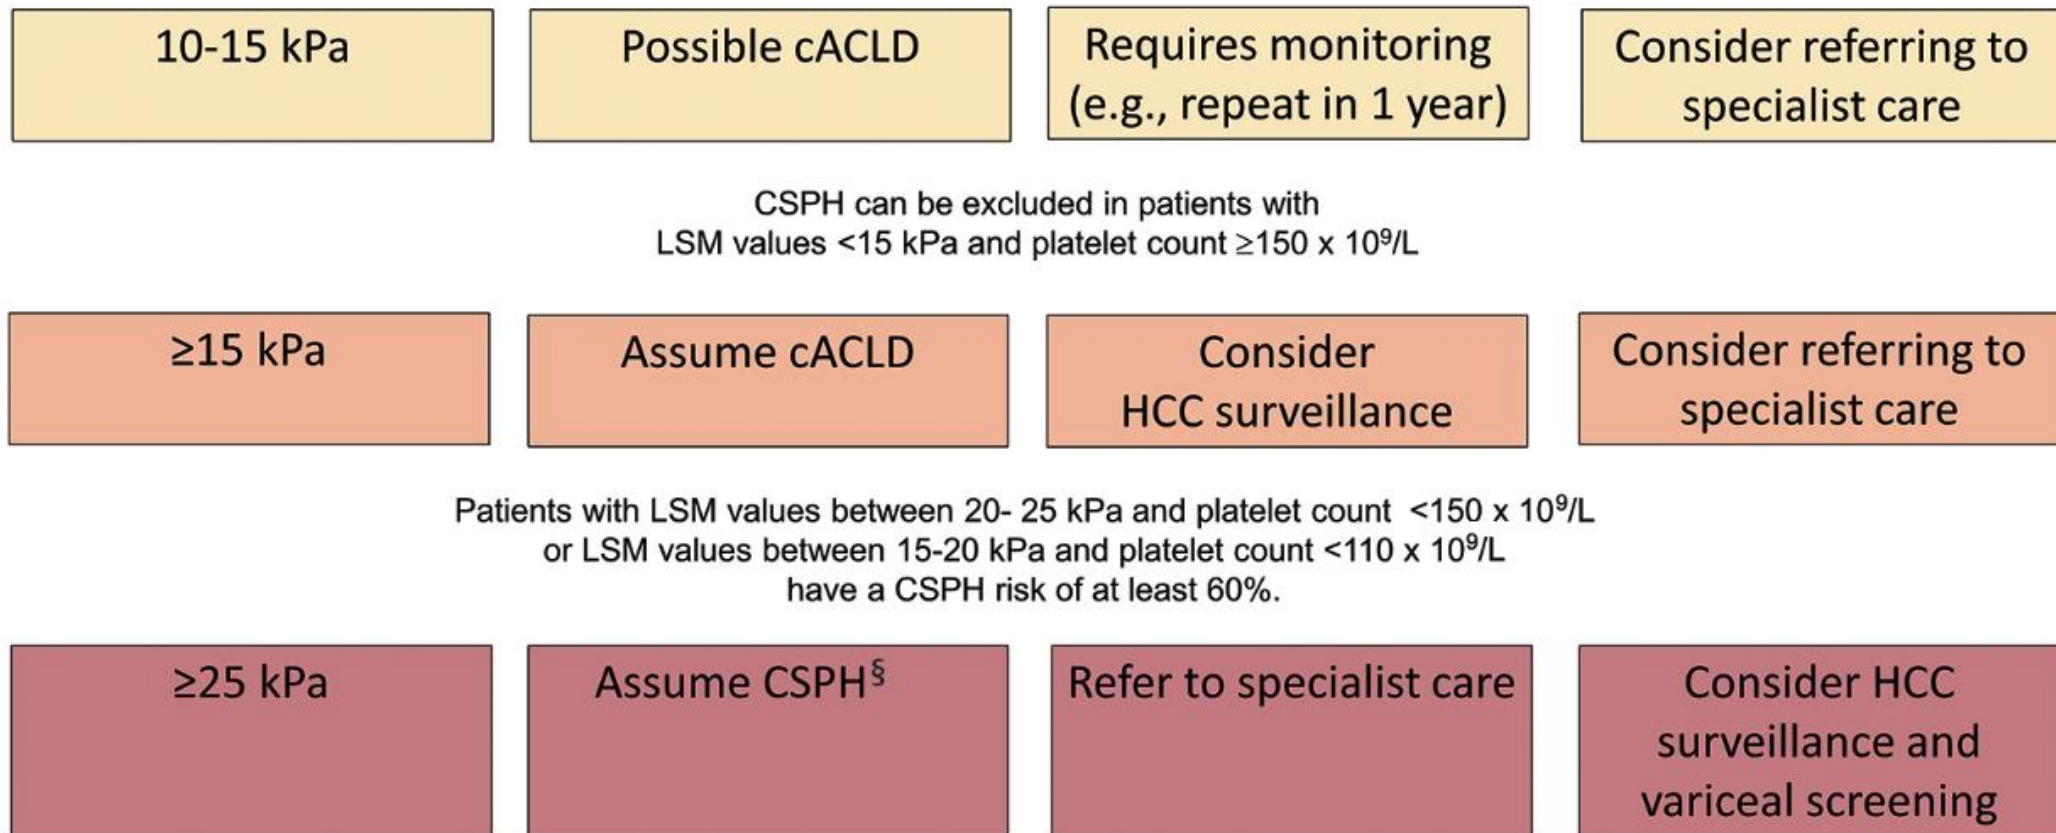 10-15 kPa
Possible cACLD
Requires monitoring
(e.g., repeat in 1 year)
Consider referring to
specialist care
CSPH can be excluded in patients with
LSM values <15 kPa and platelet count ≥150 x 10⁹/L
≥15 kPa
Assume cACLD
Consider
HCC surveillance
Consider referring to
specialist care
Patients with LSM values between 20- 25 kPa and platelet count <150 x 10⁹/L
or LSM values between 15-20 kPa and platelet count <110 x 10⁹/L
have a CSPH risk of at least 60%.
≥25 kPa
Assume CSPH§
Refer to specialist care
Consider HCC
surveillance and
variceal screening